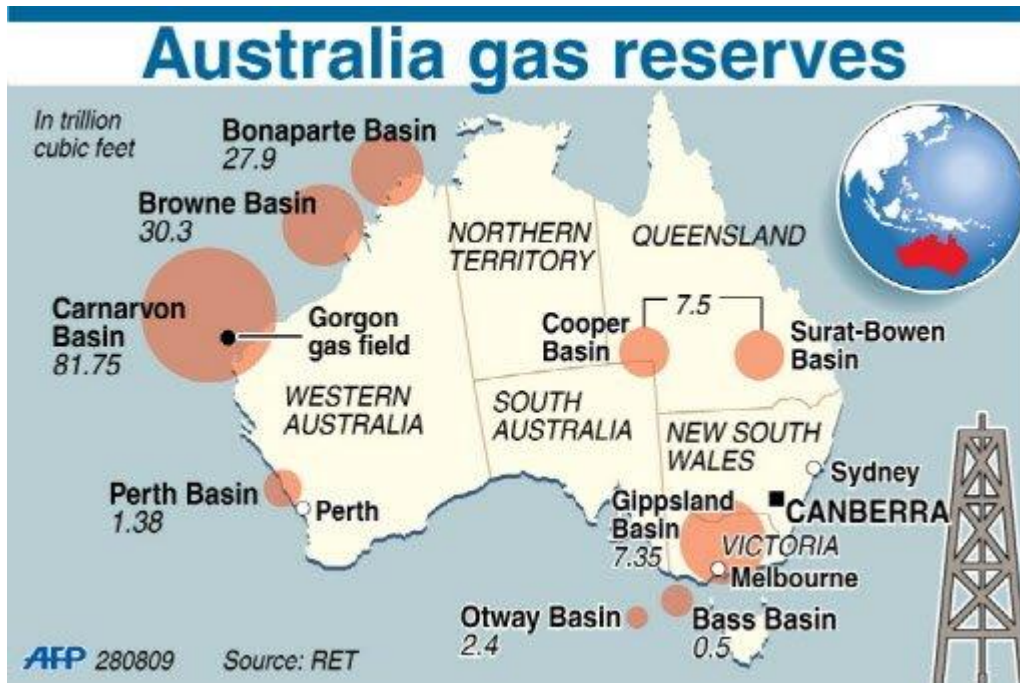 Australia gas reserves
In trillion
cubic feet
Bonaparte Basin
27.9
Browne Basin
30.3
Carnarvon
Basin
81.75
Gorgon
gas field
NORTHERN
TERRITORY
QUEENSLAND
7.5
Cooper
Basin
Surat-Bowen
Basin
WESTERN
AUSTRALIA
SOUTH
AUSTRALIA
NEW SOUTH
WALES
Sydney
Perth Basin
1.38
Perth
Gippsland
Basin
7.35
CANBERRA
VICTORIA
Melbourne
Otway Basin
2.4
Bass Basin
0.5
AFP 280809 Source: RET